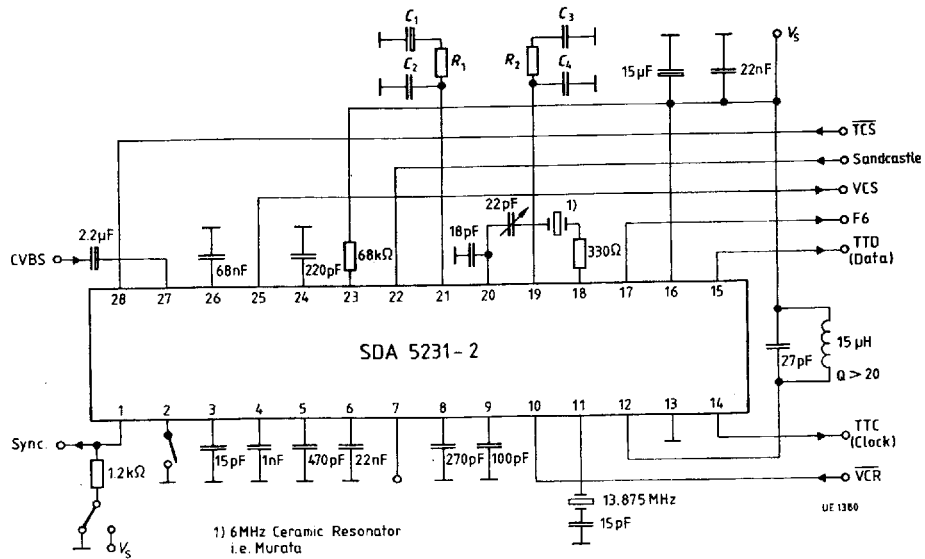 C1
C2
R1
C3
R2
C4
15µF
22nF
VS
TCS
Sandcastle
VCS
F6
TTD
(Data)
2.2µF
CVBS
68nF
220pF
68kΩ
18pF
22pF
1)
330Ω
28 27 26 25 24 23 22 21 20 19 18 17 16 15
SDA 5231-2
27pF
15µH
Q > 20
1 2 3 4 5 6 7 8 9 10 11 12 13 14
Sync.
1.2kΩ
15pF
1nF
470pF
22nF
270pF
100pF
TTC
(Clock)
VCR
13.875MHz
15pF
UE 1380
VS
1) 6MHz Ceramic Resonator
i.e. Murata